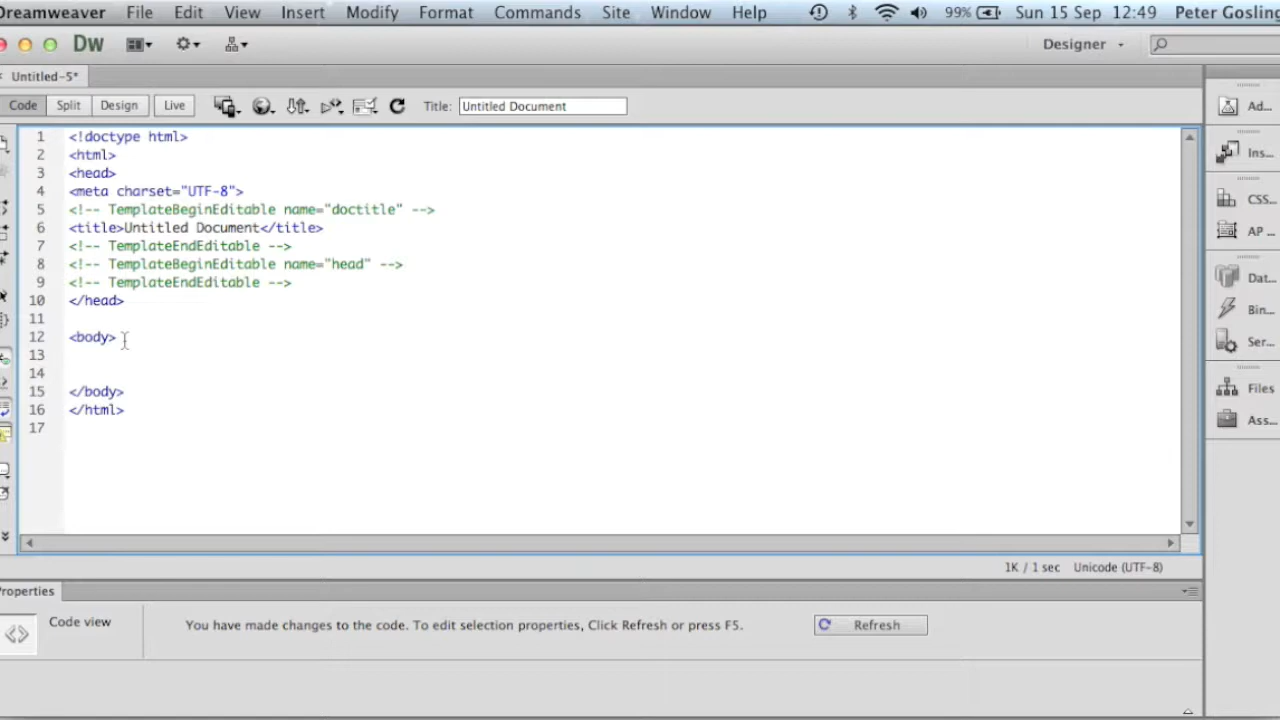 Dreamweaver File Edit View Insert Modify Format Commands Site Window Help 99% Sun 15 Sep 12:49 Peter Gosling
Dw Designer
Untitled-5*
Code Split Design Live Title: Untitled Document
1 <!doctype html>
2 <html>
3 <head>
4 <meta charset="UTF-8">
5 <!-- TemplateBeginEditable name="doctitle" -->
6 <title>Untitled Document</title>
7 <!-- TemplateEndEditable -->
8 <!-- TemplateBeginEditable name="head" -->
9 <!-- TemplateEndEditable -->
10 </head>
11
12 <body>
13
14
15 </body>
16 </html>
17
Ad...
Ins...
CSS...
AP ...
Dat...
Bin...
Ser...
Files
Ass...
1K / 1 sec Unicode (UTF-8)
Properties
Code view
You have made changes to the code. To edit selection properties, Click Refresh or press F5.
Refresh